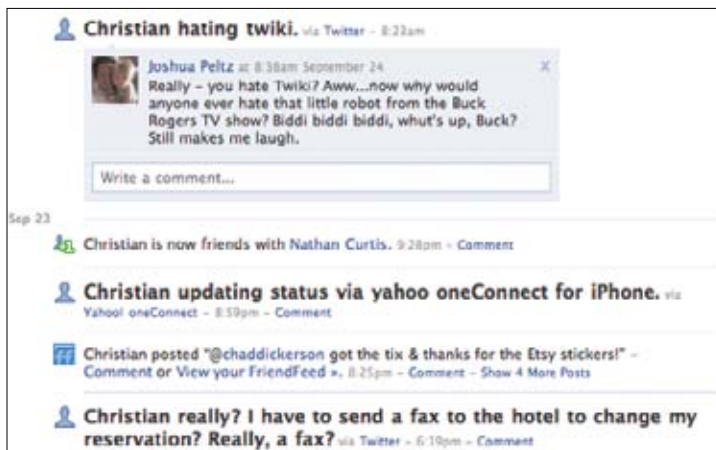 Christian hating twiki. via Twitter - 8:23am
Joshua Peltz at 8:38am September 24 X
Really – you hate Twiki? Aww...now why would
anyone ever hate that little robot from the Buck
Rogers TV show? Biddi biddi biddi, whut's up, Buck?
Still makes me laugh.
Write a comment...
Sep 23
Christian is now friends with Nathan Curtis. 9:28pm - Comment
Christian updating status via yahoo oneConnect for iPhone. via
Yahoo! oneConnect - 8:59pm - Comment
ff Christian posted "@chaddickerson got the tix & thanks for the Etsy stickers!" –
Comment or View your FriendFeed ». 8:25pm - Comment - Show 4 More Posts
Christian really? I have to send a fax to the hotel to change my
reservation? Really, a fax? via Twitter - 6:19pm - Comment